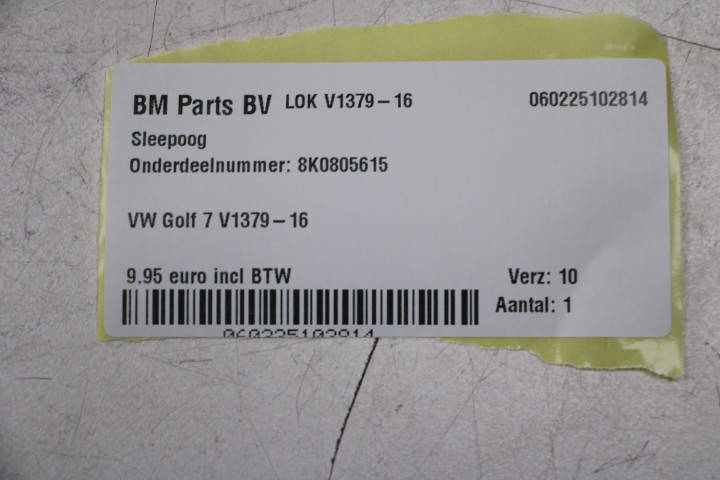 BM Parts BV LOK V1379-16 060225102814
Sleepoog
Onderdeelnummer: 8K0805615
VW Golf 7 V1379-16
9.95 euro incl BTW Verz: 10
Aantal: 1
060225102814